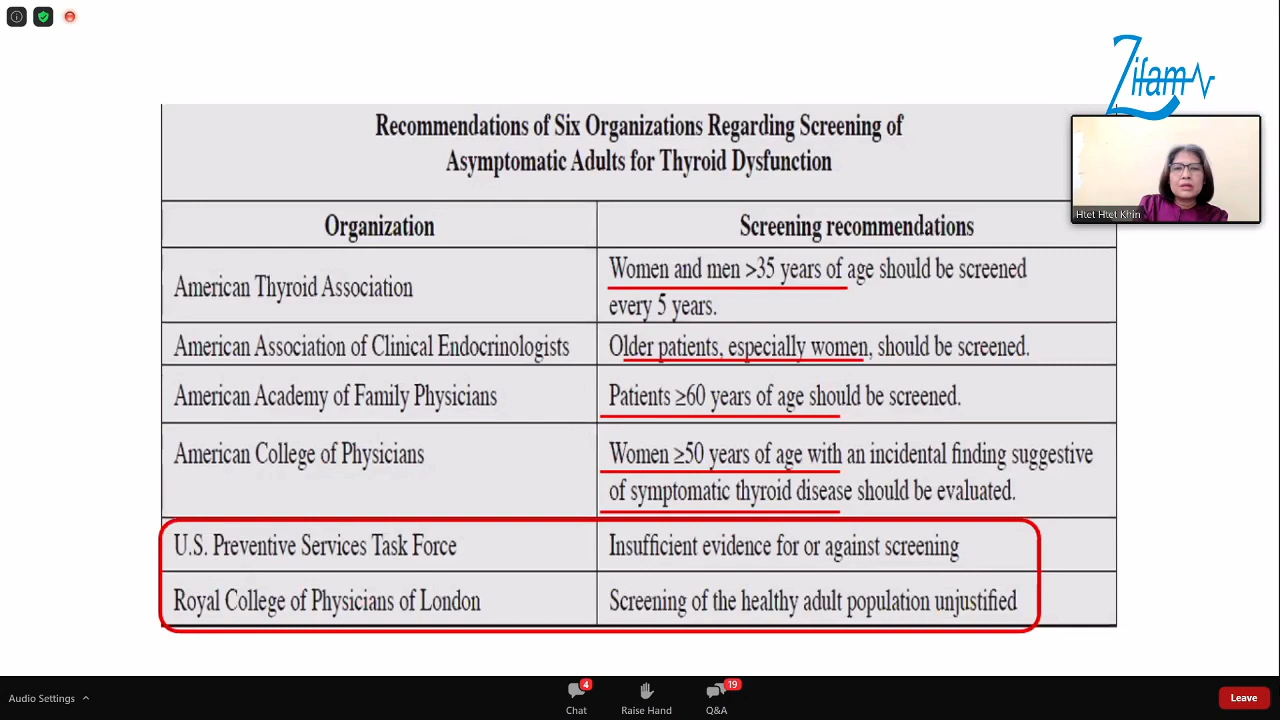 Zifam
Recommendations of Six Organizations Regarding Screening of
Asymptomatic Adults for Thyroid Dysfunction
Organization Screening recommendations
American Thyroid Association Women and men >35 years of age should be screened
every 5 years.
American Association of Clinical Endocrinologists Older patients, especially women, should be screened.
American Academy of Family Physicians Patients ≥60 years of age should be screened.
American College of Physicians Women ≥50 years of age with an incidental finding suggestive
of symptomatic thyroid disease should be evaluated.
U.S. Preventive Services Task Force Insufficient evidence for or against screening
Royal College of Physicians of London Screening of the healthy adult population unjustified
Htet Htet Khin
Audio Settings
4
Chat
Raise Hand
19
Q&A
Leave